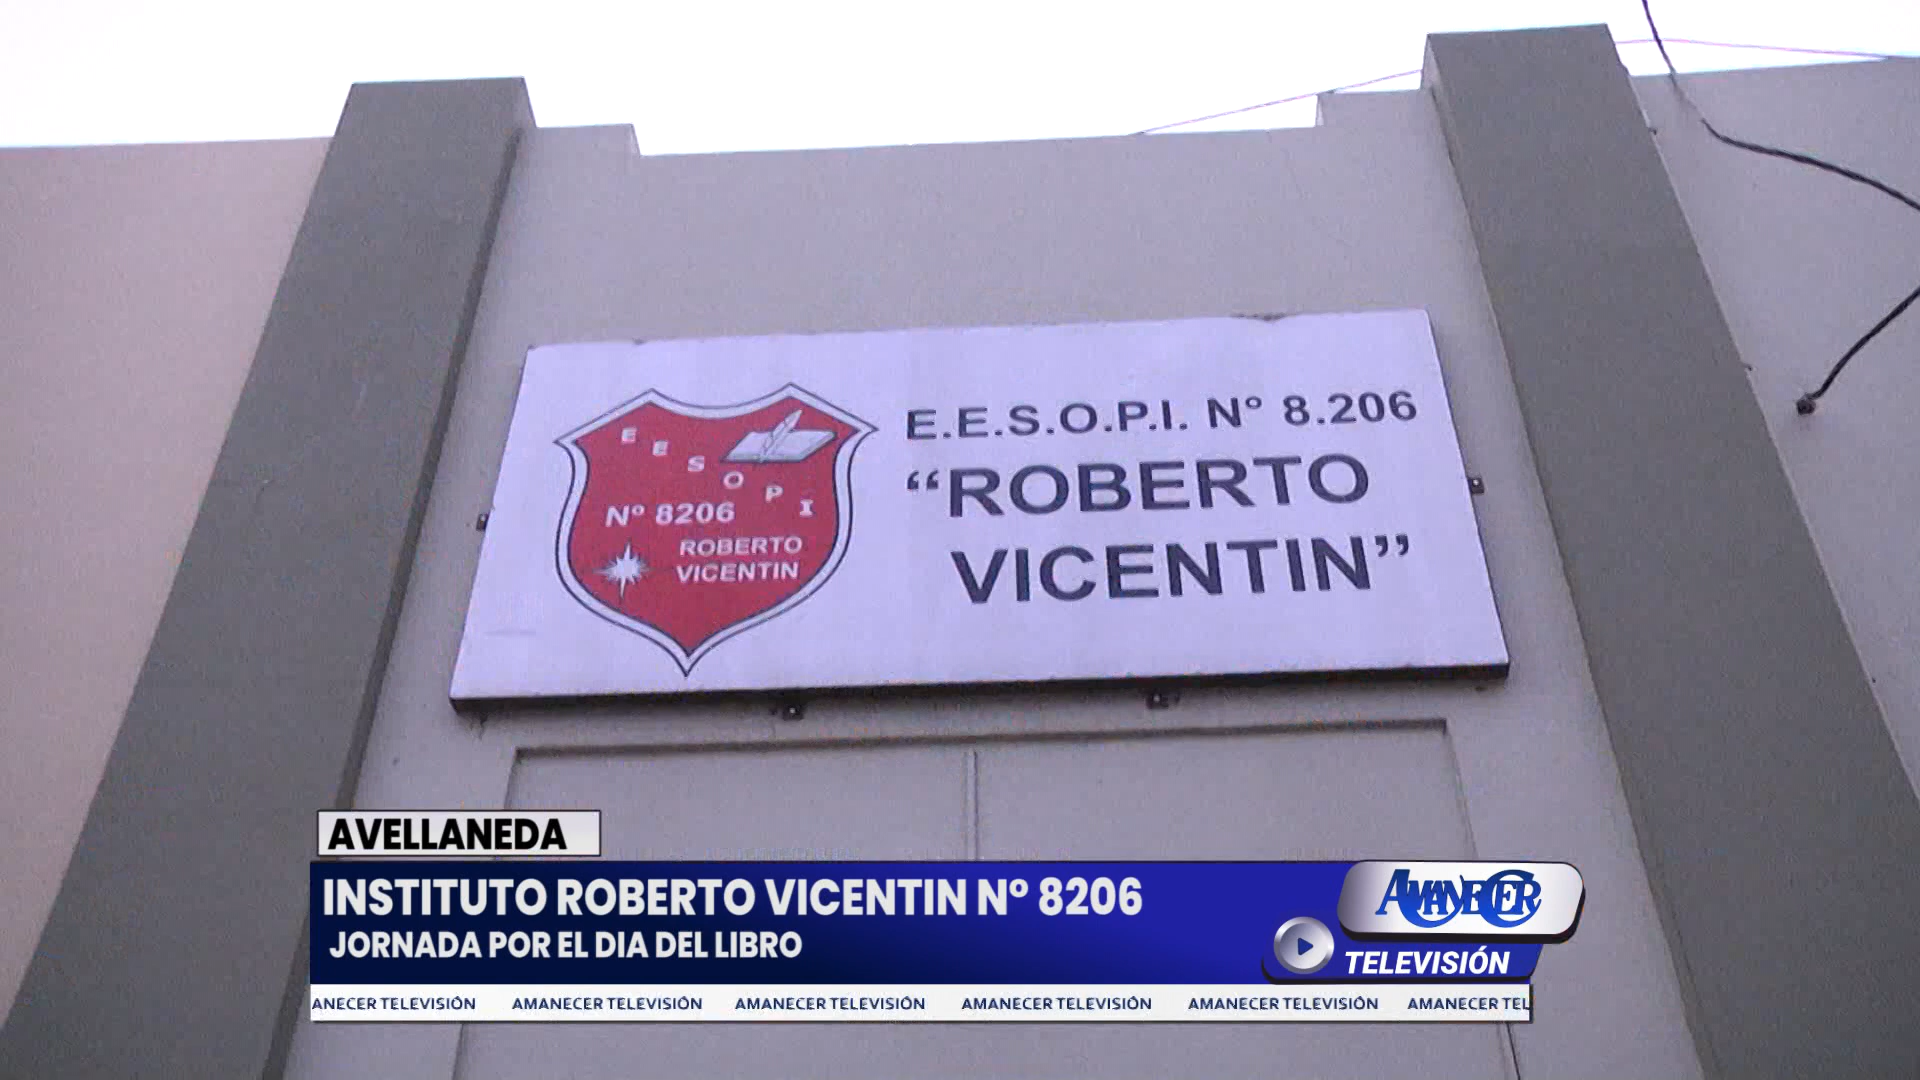 E.E.S.O.P.I. Nº 8.206
“ROBERTO
VICENTIN”
E E S O P I
Nº 8206
ROBERTO
VICENTIN
AVELLANEDA
INSTITUTO ROBERTO VICENTIN Nº 8206
JORNADA POR EL DIA DEL LIBRO
AMANECER
TELEVISIÓN
ANECER TELEVISIÓN AMANECER TELEVISIÓN AMANECER TELEVISIÓN AMANECER TELEVISIÓN AMANECER TELEVISIÓN AMANECER TEL